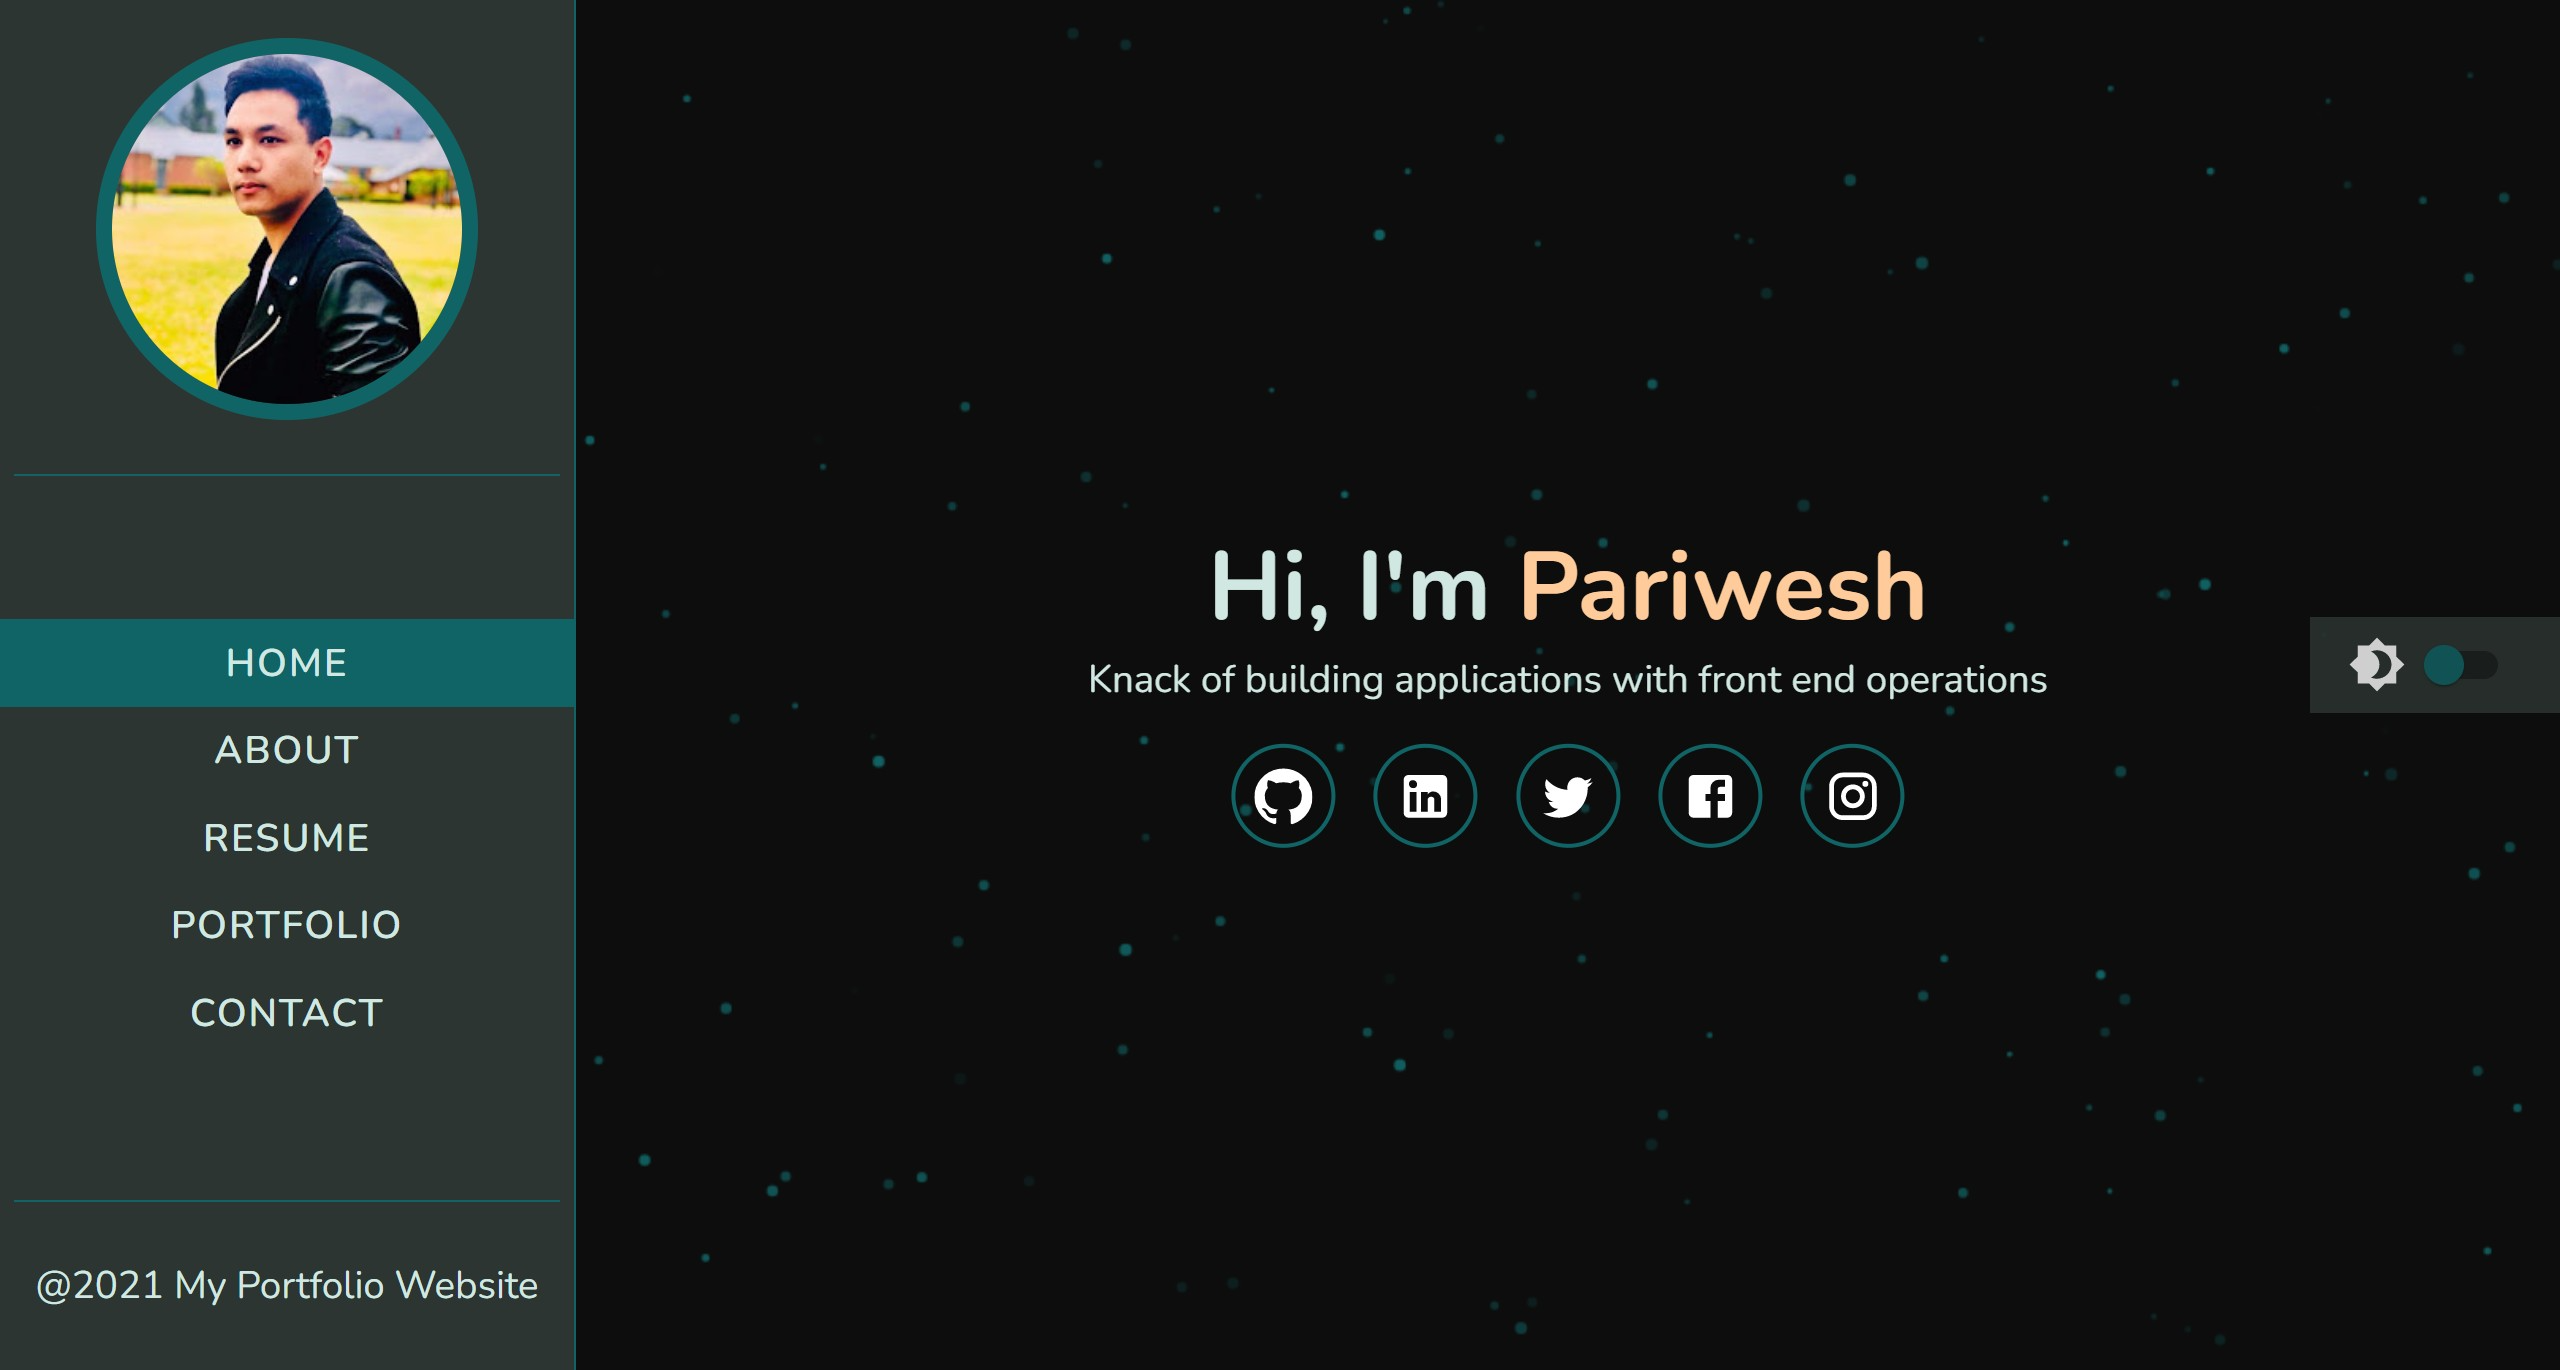 HOME
ABOUT
RESUME
PORTFOLIO
CONTACT
@2021 My Portfolio Website
Hi, I'm Pariwesh
Knack of building applications with front end operations